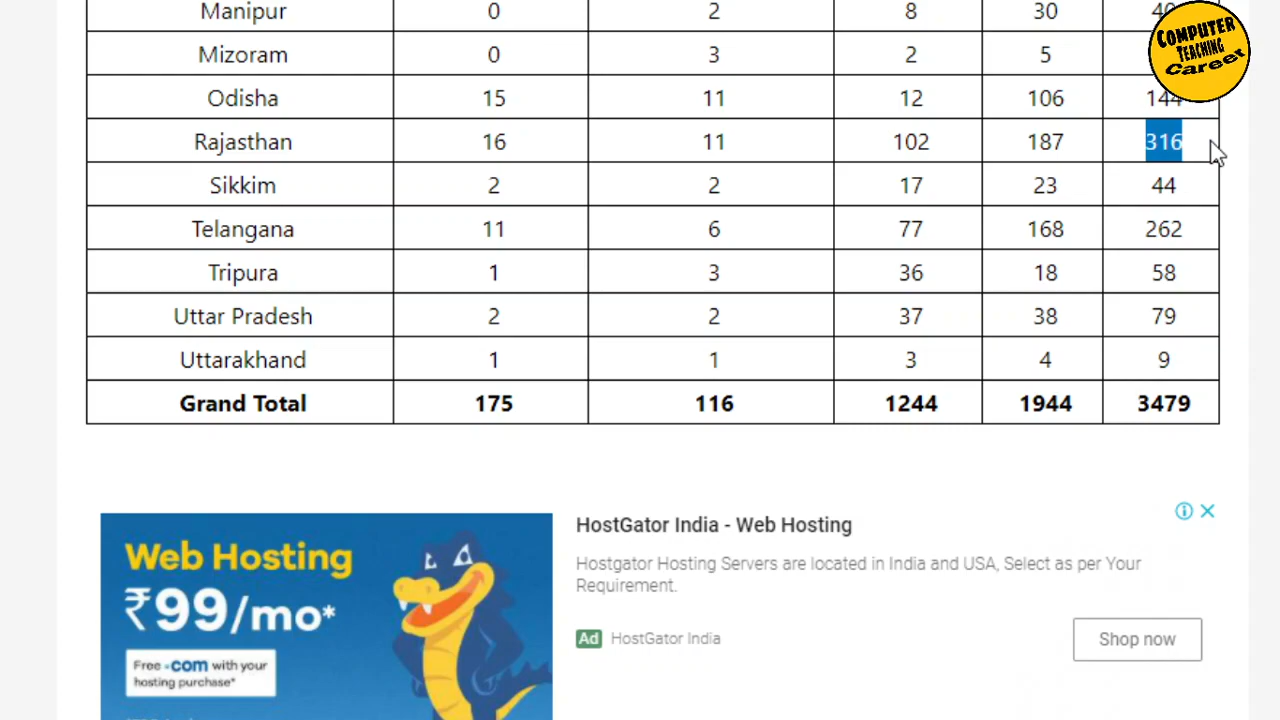 Manipur 0 2 8 30 40
COMPUTER
TEACHING
Career
Mizoram 0 3 2 5
Odisha 15 11 12 106 144
Rajasthan 16 11 102 187 316
Sikkim 2 2 17 23 44
Telangana 11 6 77 168 262
Tripura 1 3 36 18 58
Uttar Pradesh 2 2 37 38 79
Uttarakhand 1 1 3 4 9
Grand Total 175 116 1244 1944 3479
HostGator India - Web Hosting
Hostgator Hosting Servers are located in India and USA, Select as per Your
Requirement.
Ad HostGator India
Shop now
Web Hosting
₹99/mo*
Free .com with your
hosting purchase*